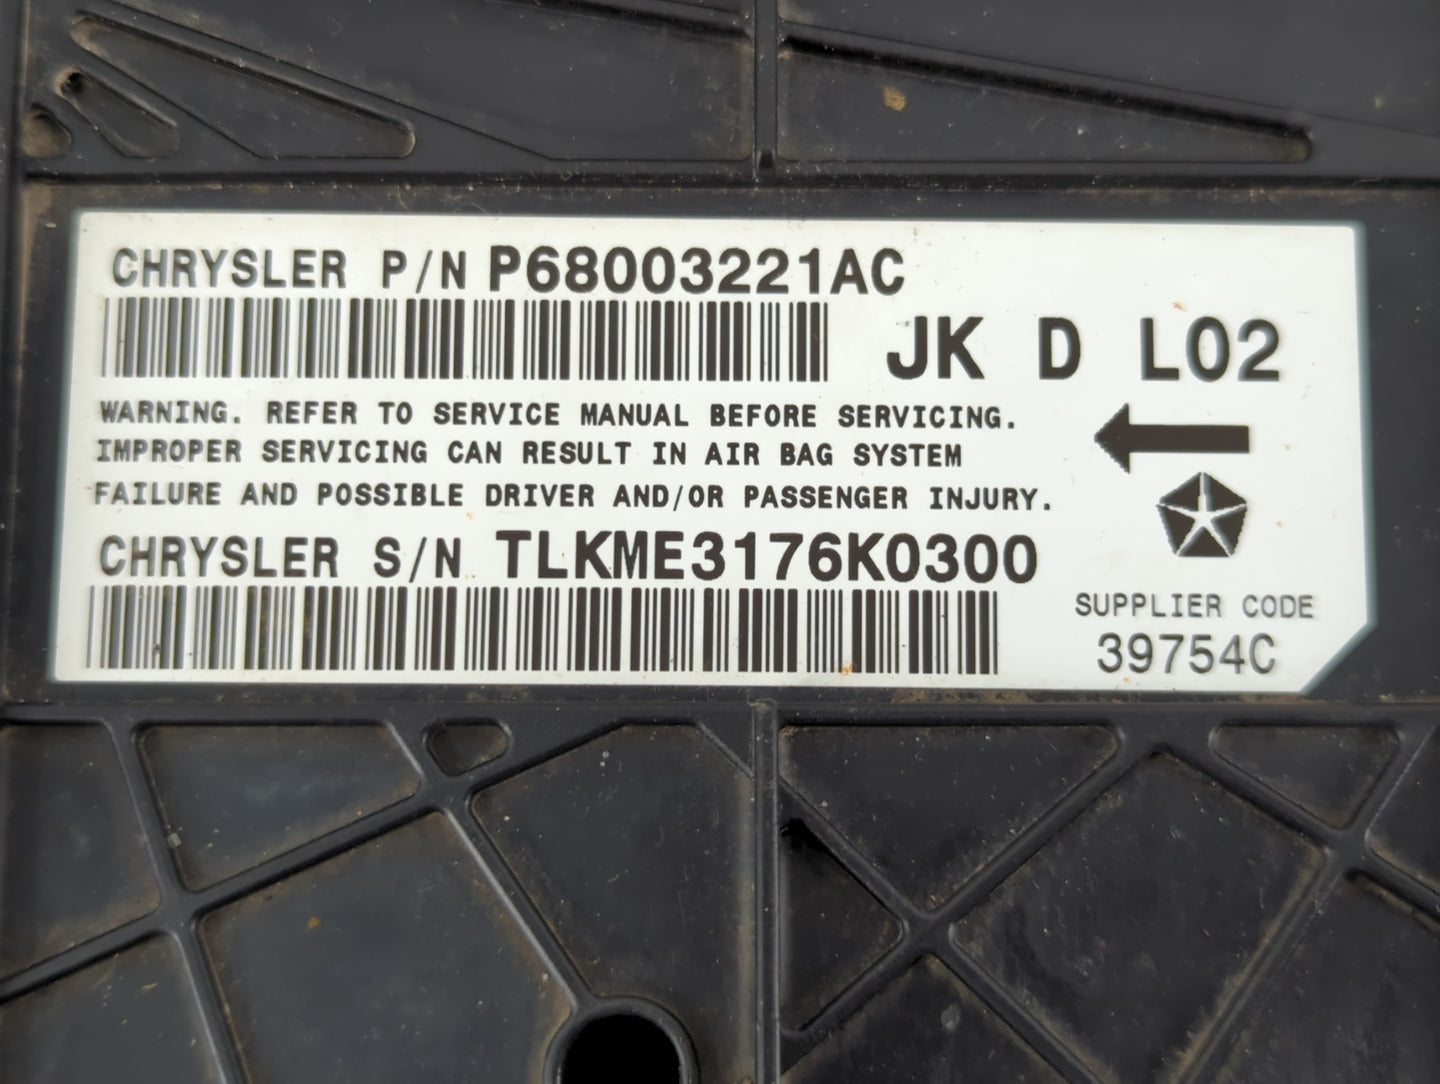 CHRYSLER P/N P68003221AC
JK D L02
WARNING. REFER TO SERVICE MANUAL BEFORE SERVICING.
IMPROPER SERVICING CAN RESULT IN AIR BAG SYSTEM
FAILURE AND POSSIBLE DRIVER AND/OR PASSENGER INJURY.
CHRYSLER S/N TLKME3176K0300
SUPPLIER CODE
39754C